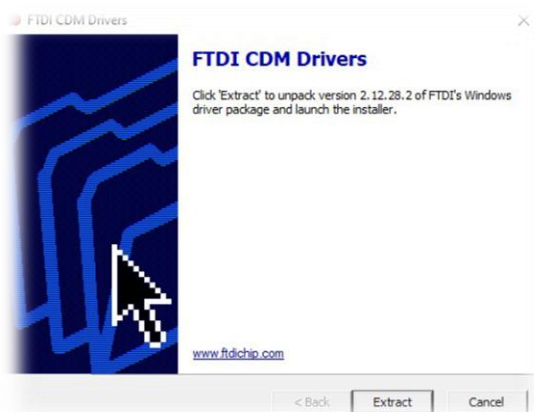 FTDI CDM Drivers
FTDI CDM Drivers
Click 'Extract' to unpack version 2.12.28.2 of FTDI's Windows
driver package and launch the installer.
www.ftdichip.com
< Back
Extract
Cancel